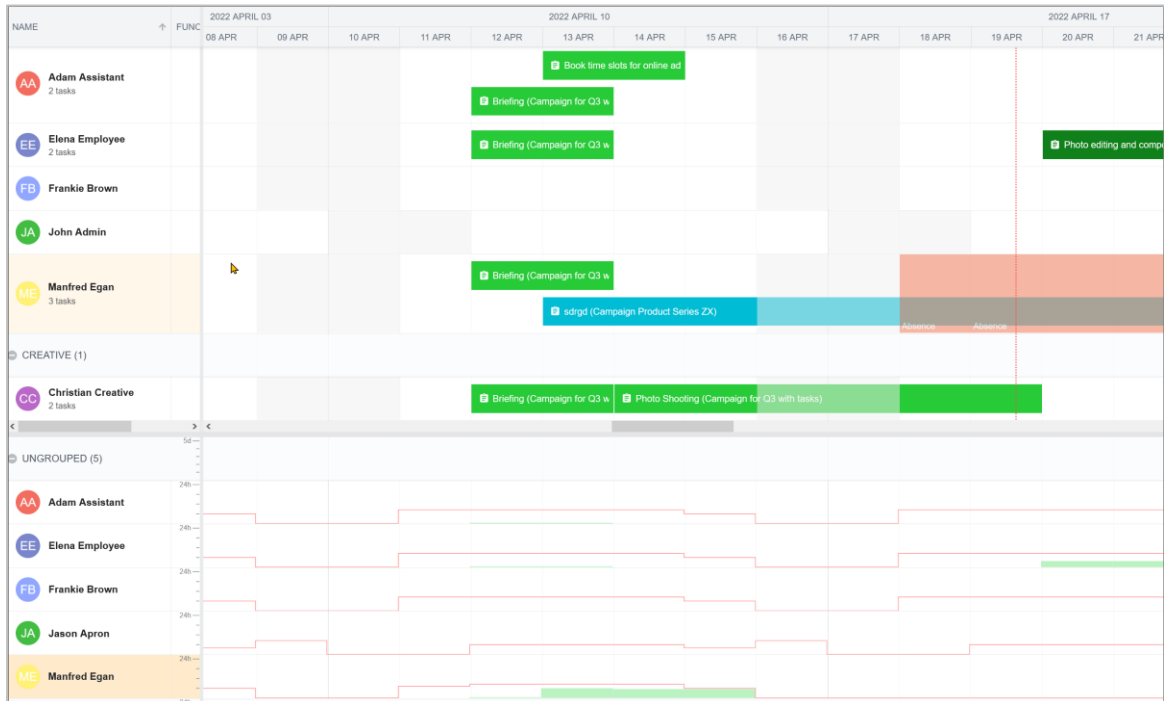 NAME FUNC 2022 APRIL 03 2022 APRIL 10 2022 APRIL 17
08 APR 09 APR 10 APR 11 APR 12 APR 13 APR 14 APR 15 APR 16 APR 17 APR 18 APR 19 APR 20 APR 21 APR
Book time slots for online ad
AA Adam Assistant
2 tasks
Briefing (Campaign for Q3 w
EE Elena Employee Briefing (Campaign for Q3 w Photo editing and compu
2 tasks
FB Frankie Brown
JA John Admin
Briefing (Campaign for Q3 w
ME Manfred Egan
3 tasks
sdrgd (Campaign Product Series ZX)
Absence Absence
CREATIVE (1)
CC Christian Creative Briefing (Campaign for Q3 w Photo Shooting (Campaign for Q3 with tasks)
2 tasks
5d
UNGROUPED (5)
24h
AA Adam Assistant
24h
EE Elena Employee
24h
FB Frankie Brown
24h
JA Jason Apron
24h
ME Manfred Egan